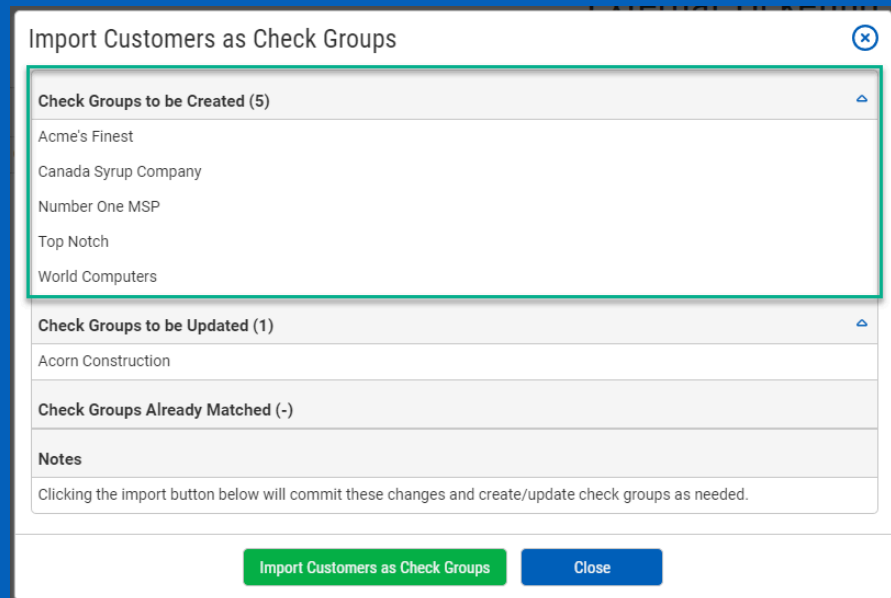 Import Customers as Check Groups
Check Groups to be Created (5)
Acme's Finest
Canada Syrup Company
Number One MSP
Top Notch
World Computers
Check Groups to be Updated (1)
Acorn Construction
Check Groups Already Matched (-)
Notes
Clicking the import button below will commit these changes and create/update check groups as needed.
Import Customers as Check Groups
Close